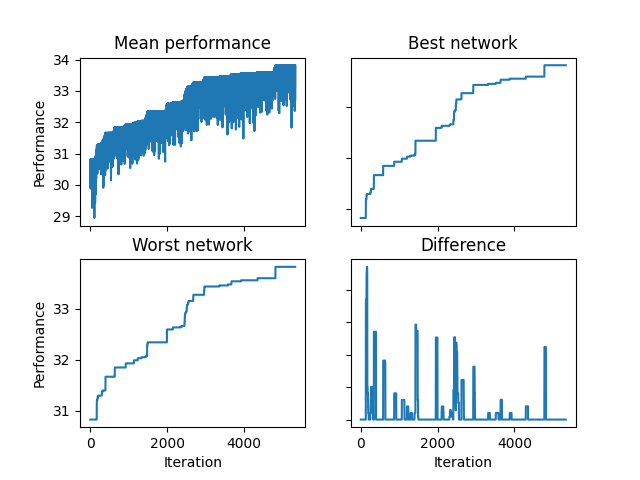 Mean performance
Best network
Performance
34
33
32
31
30
29
Worst network
Difference
Performance
33
32
31
0
2000
4000
Iteration
0
2000
4000
Iteration